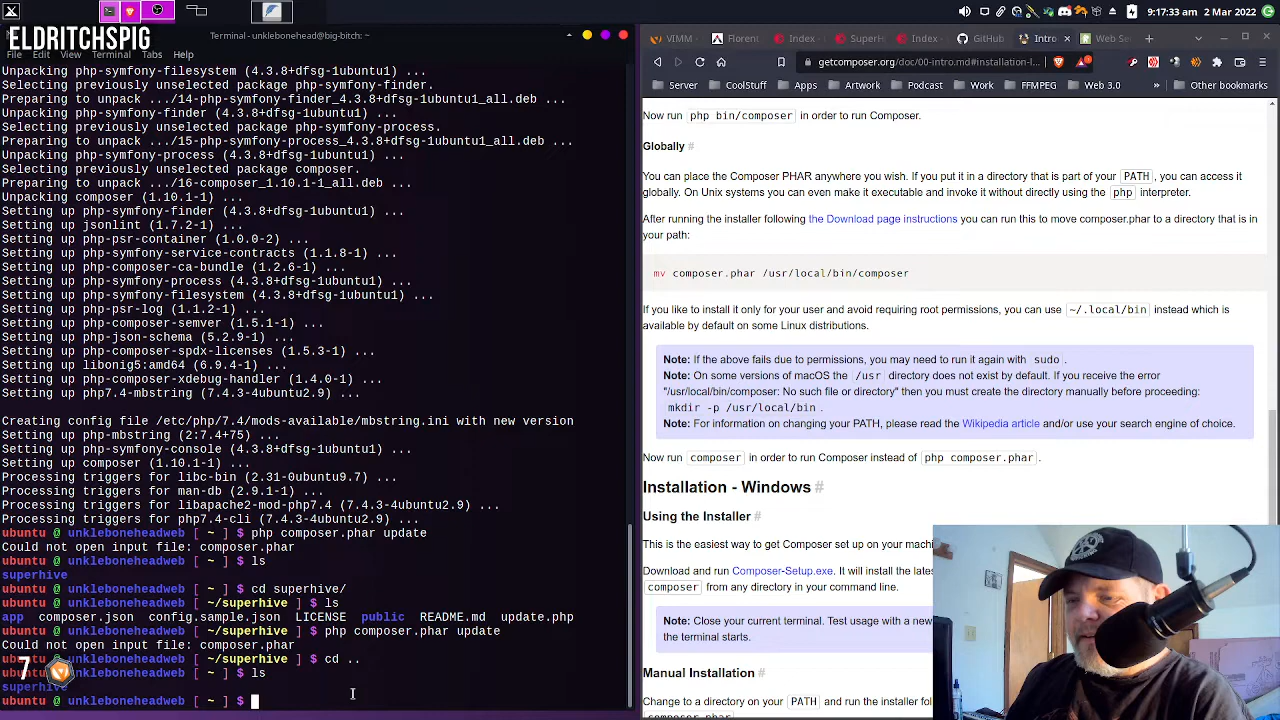 9:17:33 am 2 Mar 2022
ELDRITCHSPIG
Terminal - unklebonehead@big-bitch: ~
File Edit View Terminal Tabs Help
Unpacking php-symfony-filesystem (4.3.8+dfsg-1ubuntu1) ...
Selecting previously unselected package php-symfony-finder.
Preparing to unpack .../14-php-symfony-finder_4.3.8+dfsg-1ubuntu1_all.deb ...
Unpacking php-symfony-finder (4.3.8+dfsg-1ubuntu1) ...
Selecting previously unselected package php-symfony-process.
Preparing to unpack .../15-php-symfony-process_4.3.8+dfsg-1ubuntu1_all.deb ...
Unpacking php-symfony-process (4.3.8+dfsg-1ubuntu1) ...
Selecting previously unselected package composer.
Preparing to unpack .../16-composer_1.10.1-1_all.deb ...
Unpacking composer (1.10.1-1) ...
Setting up php-symfony-finder (4.3.8+dfsg-1ubuntu1) ...
Setting up jsonlint (1.7.2-1) ...
Setting up php-psr-container (1.0.0-2) ...
Setting up php-symfony-service-contracts (1.1.8-1) ...
Setting up php-composer-ca-bundle (1.2.6-1) ...
Setting up php-symfony-process (4.3.8+dfsg-1ubuntu1) ...
Setting up php-symfony-filesystem (4.3.8+dfsg-1ubuntu1) ...
Setting up php-psr-log (1.1.2-1) ...
Setting up php-composer-semver (1.5.1-1) ...
Setting up php-json-schema (5.2.9-1) ...
Setting up php-composer-spdx-licenses (1.5.3-1) ...
Setting up libonig5:amd64 (6.9.4-1) ...
Setting up php-composer-xdebug-handler (1.4.0-1) ...
Setting up php7.4-mbstring (7.4.3-4ubuntu2.9) ...
Creating config file /etc/php/7.4/mods-available/mbstring.ini with new version
Setting up php-mbstring (2:7.4+75) ...
Setting up php-symfony-console (4.3.8+dfsg-1ubuntu1) ...
Setting up composer (1.10.1-1) ...
Processing triggers for libc-bin (2.31-0ubuntu9.7) ...
Processing triggers for man-db (2.9.1-1) ...
Processing triggers for libapache2-mod-php7.4 (7.4.3-4ubuntu2.9) ...
Processing triggers for php7.4-cli (7.4.3-4ubuntu2.9) ...
ubuntu @ unkleboneheadweb [ ~ ] $ php composer.phar update
Could not open input file: composer.phar
ubuntu @ unkleboneheadweb [ ~ ] $ ls
superhive
ubuntu @ unkleboneheadweb [ ~ ] $ cd superhive/
ubuntu @ unkleboneheadweb [ ~/superhive ] $ ls
app composer.json config.sample.json LICENSE public README.md update.php
ubuntu @ unkleboneheadweb [ ~/superhive ] $ php composer.phar update
Could not open input file: composer.phar
ubuntu @ unkleboneheadweb [ ~/superhive ] $ cd ..
ubuntu @ unkleboneheadweb [ ~ ] $ ls
superhive
ubuntu @ unkleboneheadweb [ ~ ] $
7
VIMM Florenc Index - SuperH Index - GitHub Intro Web Se
getcomposer.org/doc/00-intro.md#installation-l...
Server. CoolStuff Apps Artwork Podcast Work FFMPEG Web 3.0 » Other bookmarks
Now run php bin/composer in order to run Composer.
Globally #
You can place the Composer PHAR anywhere you wish. If you put it in a directory that is part of your PATH, you can access it
globally. On Unix systems you can even make it executable and invoke it without directly using the php interpreter.
After running the installer following the Download page instructions you can run this to move composer.phar to a directory that is in
your path:
mv composer.phar /usr/local/bin/composer
If you like to install it only for your user and avoid requiring root permissions, you can use ~/.local/bin instead which is
available by default on some Linux distributions.
Note: If the above fails due to permissions, you may need to run it again with sudo.
Note: On some versions of macOS the /usr directory does not exist by default. If you receive the error
"/usr/local/bin/composer: No such file or directory" then you must create the directory manually before proceeding:
mkdir -p /usr/local/bin.
Note: For information on changing your PATH, please read the Wikipedia article and/or use your search engine of choice.
Now run composer in order to run Composer instead of php composer.phar.
Installation - Windows #
Using the Installer #
This is the easiest way to get Composer set up on your machi
Download and run Composer-Setup.exe. It will install the lates
composer from any directory in your command line.
Note: Close your current terminal. Test usage with a new
the terminal starts.
Manual Installation #
Change to a directory on your PATH and run the installer